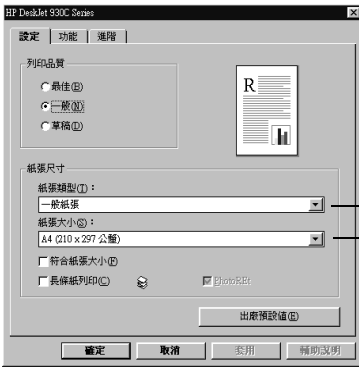 HP DeskJet 930C Series
設定 功能 進階
列印品質
最佳(B)
一般(N)
草稿(D)
R
紙張尺寸
紙張類型(T)：
一般紙張
紙張大小(S)：
A4 (210 x 297 公釐)
符合紙張大小(F)
長條紙列印(C) PhotoREt
出廠預設值(E)
確定 取消 套用 輔助說明